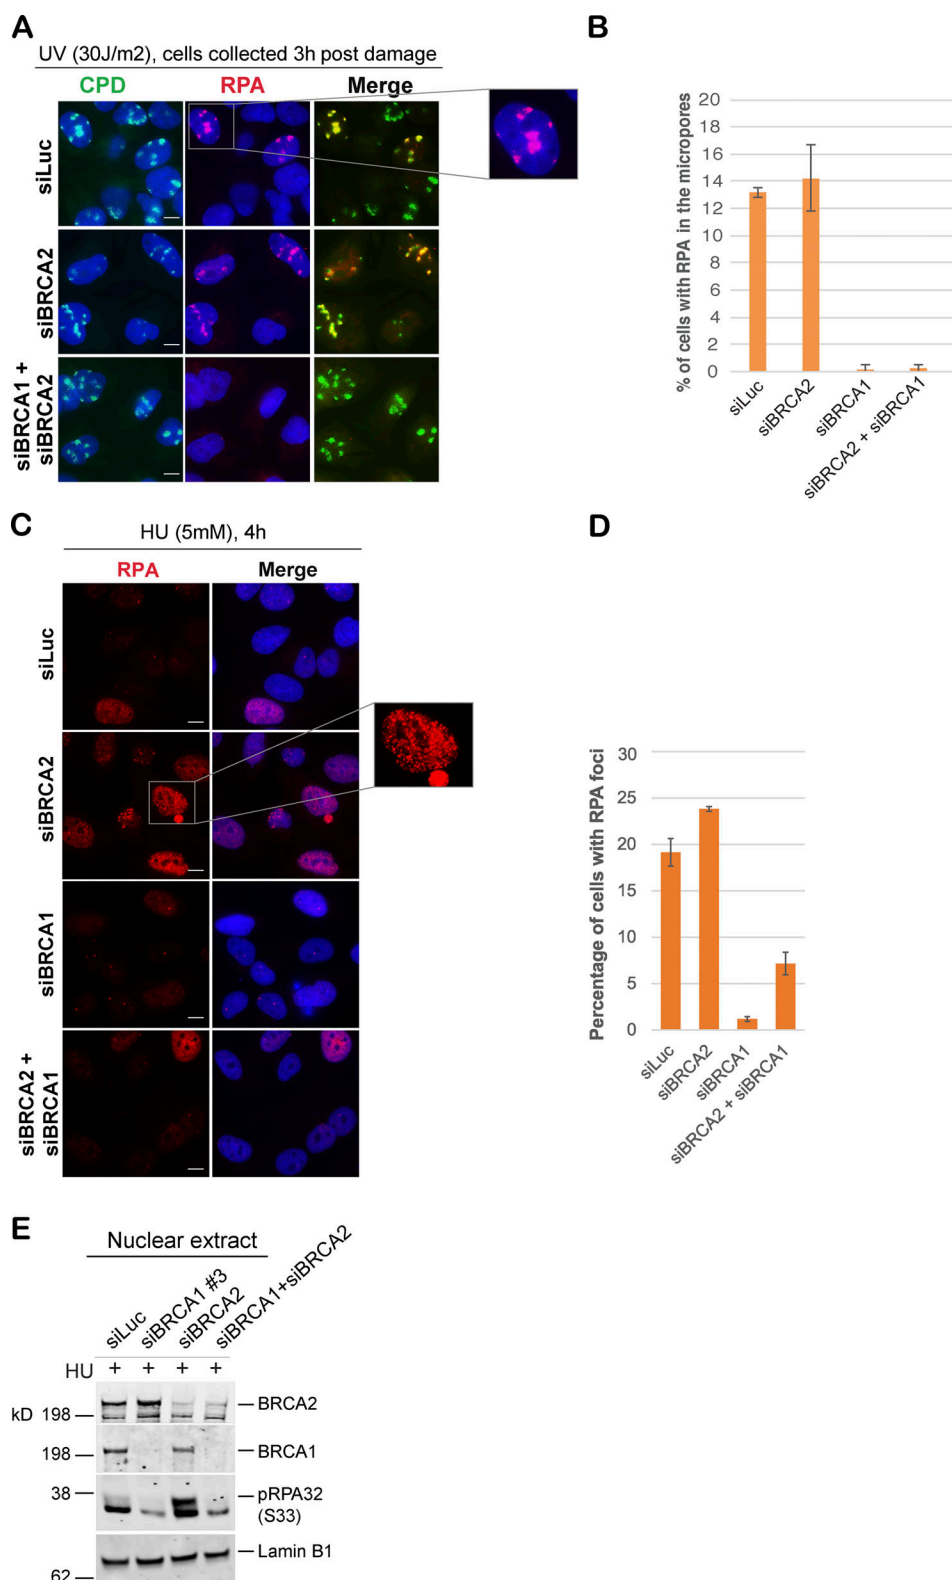 A
UV (30J/m2), cells collected 3h post damage
CPD
RPA
Merge
siLuc
siBRCA2
siBRCA1 +
siBRCA2
B
% of cells with RPA in the micropores
20
18
16
14
12
10
8
6
4
2
0
siLuc
siBRCA2
siBRCA1
siBRCA2 + siBRCA1
C
HU (5mM), 4h
RPA
Merge
siLuc
siBRCA2
siBRCA1
siBRCA2 +
siBRCA1
D
Percentage of cells with RPA foci
30
25
20
15
10
5
0
siLuc
siBRCA2
siBRCA1
siBRCA2 + siBRCA1
E
Nuclear extract
siLuc
siBRCA1 #3
siBRCA2
siBRCA1+siBRCA2
HU + + + +
kD 198
BRCA2
198
BRCA1
38
pRPA32
(S33)
Lamin B1
62